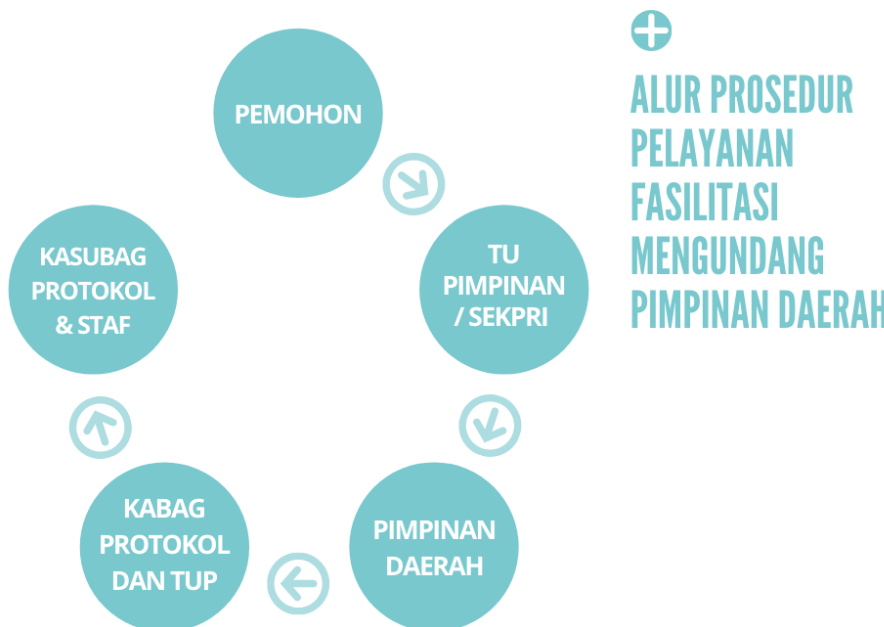 PEMOHON
TU
PIMPINAN
/ SEKPRI
PIMPINAN
DAERAH
KABAG
PROTOKOL
DAN TUP
KASUBAG
PROTOKOL
& STAF
ALUR PROSEDUR
PELAYANAN
FASILITASI
MENGUNDANG
PIMPINAN DAERAH